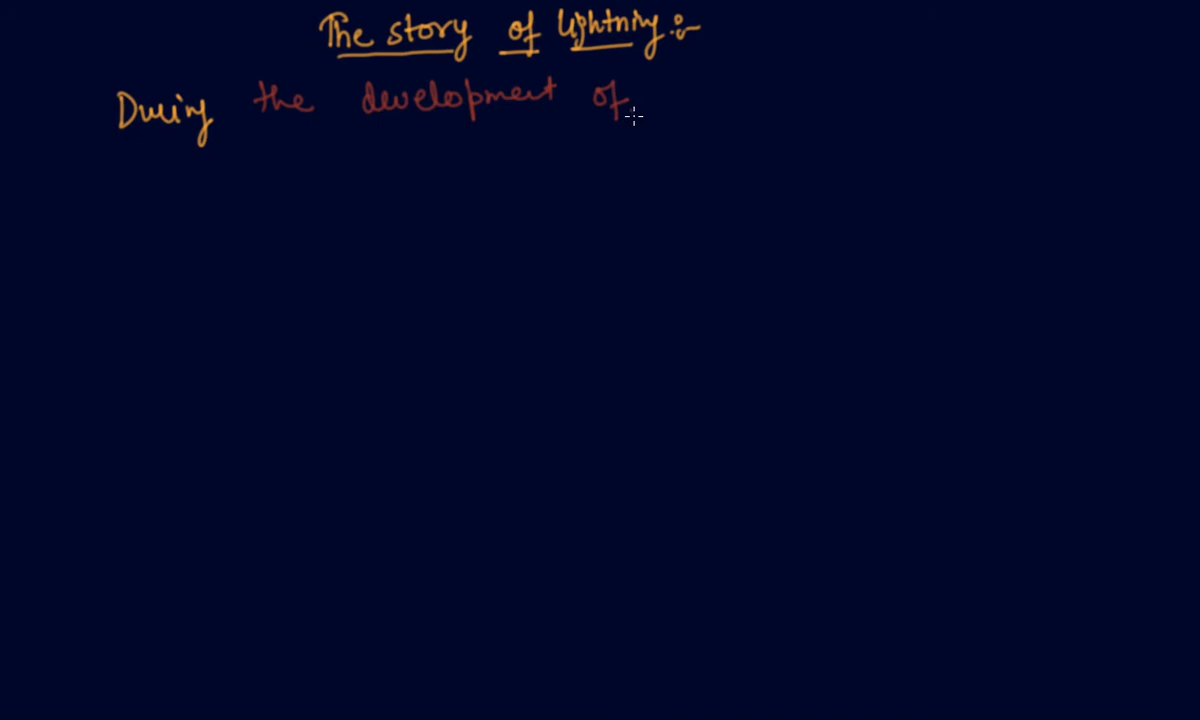 The story of lightning :-
During the development of